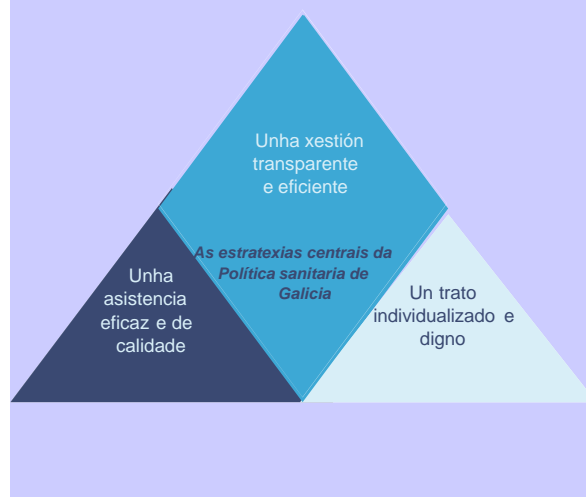 Unha xestión
transparente
e eficiente
As estratexias centrais da
Política sanitaria de
Galicia
Unha
asistencia
eficaz e de
calidade
Un trato
individualizado e
digno